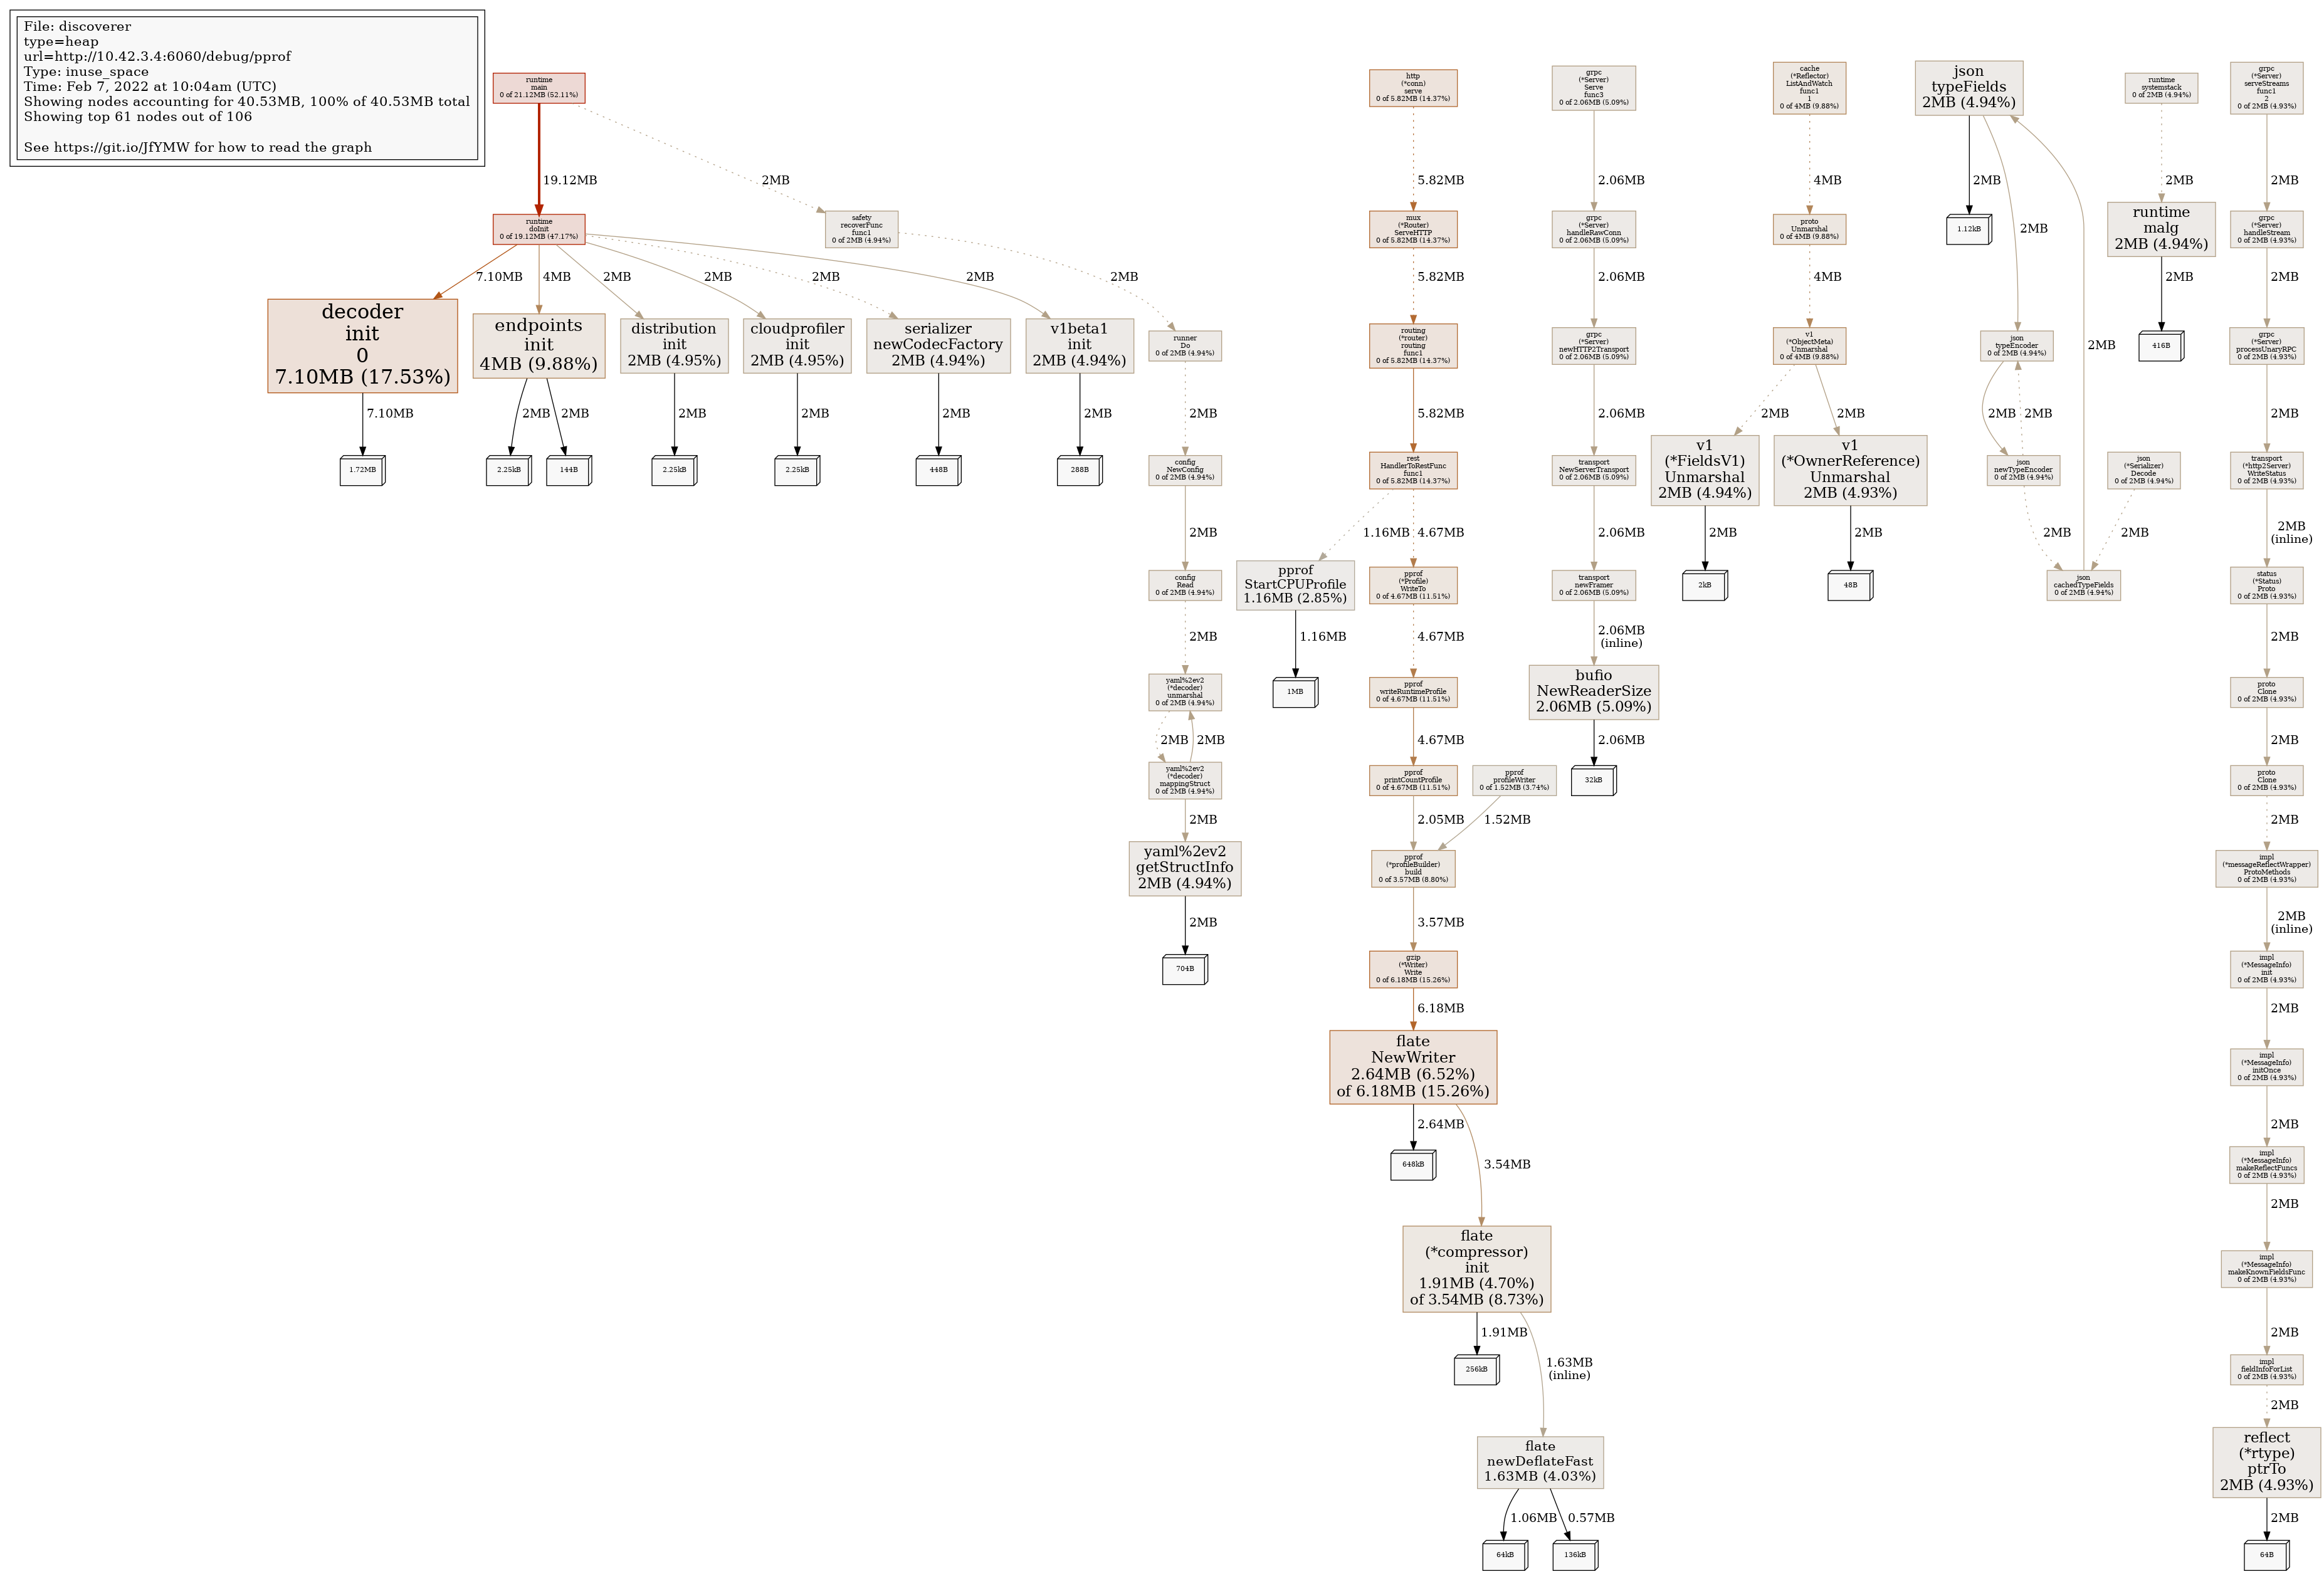 File: discoverer
type=heap
url=http://10.42.3.4:6060/debug/pprof
Type: inuse_space
Time: Feb 7, 2022 at 10:04am (UTC)
Showing nodes accounting for 40.53MB, 100% of 40.53MB total
Showing top 61 nodes out of 106
See https://git.io/JfYMW for how to read the graph
runtime
main
0 of 21.12MB (52.11%)
19.12MB
2MB
runtime
doInit
0 of 19.12MB (47.17%)
safety
recoverFunc
func1
0 of 2MB (4.94%)
7.10MB
4MB
2MB
2MB
2MB
2MB
2MB
decoder
init
0
7.10MB (17.53%)
endpoints
init
4MB (9.88%)
distribution
init
2MB (4.95%)
cloudprofiler
init
2MB (4.95%)
serializer
newCodecFactory
2MB (4.94%)
v1beta1
init
2MB (4.94%)
runner
Do
0 of 2MB (4.94%)
7.10MB
2MB
2MB
2MB
2MB
2MB
2MB
2MB
1.72MB
2.25kB
144B
2.25kB
2.25kB
448B
288B
config
NewConfig
0 of 2MB (4.94%)
2MB
config
Read
0 of 2MB (4.94%)
2MB
yaml%2ev2
(*decoder)
unmarshal
0 of 2MB (4.94%)
2MB
2MB
yaml%2ev2
(*decoder)
mappingStruct
0 of 2MB (4.94%)
2MB
yaml%2ev2
getStructInfo
2MB (4.94%)
2MB
704B
http
(*conn)
serve
0 of 5.82MB (14.37%)
5.82MB
mux
(*Router)
ServeHTTP
0 of 5.82MB (14.37%)
5.82MB
routing
(*router)
routing
func1
0 of 5.82MB (14.37%)
5.82MB
rest
HandlerToRestFunc
func1
0 of 5.82MB (14.37%)
1.16MB
4.67MB
pprof
StartCPUProfile
1.16MB (2.85%)
1.16MB
1MB
pprof
(*Profile)
WriteTo
0 of 4.67MB (11.51%)
4.67MB
pprof
writeRuntimeProfile
0 of 4.67MB (11.51%)
4.67MB
pprof
printCountProfile
0 of 4.67MB (11.51%)
pprof
profileWriter
0 of 1.52MB (3.74%)
2.05MB
1.52MB
pprof
(*profileBuilder)
build
0 of 3.57MB (8.80%)
3.57MB
gzip
(*Writer)
Write
0 of 6.18MB (15.26%)
6.18MB
flate
NewWriter
2.64MB (6.52%)
of 6.18MB (15.26%)
2.64MB
3.54MB
648kB
flate
(*compressor)
init
1.91MB (4.70%)
of 3.54MB (8.73%)
1.91MB
1.63MB
(inline)
256kB
flate
newDeflateFast
1.63MB (4.03%)
1.06MB
0.57MB
64kB
136kB
grpc
(*Server)
Serve
func3
0 of 2.06MB (5.09%)
2.06MB
grpc
(*Server)
handleRawConn
0 of 2.06MB (5.09%)
2.06MB
grpc
(*Server)
newHTTP2Transport
0 of 2.06MB (5.09%)
2.06MB
transport
NewServerTransport
0 of 2.06MB (5.09%)
2.06MB
transport
newFramer
0 of 2.06MB (5.09%)
2.06MB
(inline)
bufio
NewReaderSize
2.06MB (5.09%)
2.06MB
32kB
cache
(*Reflector)
ListAndWatch
func1
1
0 of 4MB (9.88%)
4MB
proto
Unmarshal
0 of 4MB (9.88%)
4MB
v1
(*ObjectMeta)
Unmarshal
0 of 4MB (9.88%)
2MB
2MB
v1
(*FieldsV1)
Unmarshal
2MB (4.94%)
v1
(*OwnerReference)
Unmarshal
2MB (4.93%)
2MB
2MB
2kB
48B
json
typeFields
2MB (4.94%)
2MB
2MB
1.12kB
json
typeEncoder
0 of 2MB (4.94%)
2MB
2MB
2MB
json
newTypeEncoder
0 of 2MB (4.94%)
json
(*Serializer)
Decode
0 of 2MB (4.94%)
2MB
2MB
json
cachedTypeFields
0 of 2MB (4.94%)
runtime
systemstack
0 of 2MB (4.94%)
2MB
runtime
malg
2MB (4.94%)
2MB
416B
grpc
(*Server)
serveStreams
func1
2
0 of 2MB (4.93%)
2MB
grpc
(*Server)
handleStream
0 of 2MB (4.93%)
2MB
grpc
(*Server)
processUnaryRPC
0 of 2MB (4.93%)
2MB
transport
(*http2Server)
WriteStatus
0 of 2MB (4.93%)
2MB
(inline)
status
(*Status)
Proto
0 of 2MB (4.93%)
2MB
proto
Clone
0 of 2MB (4.93%)
2MB
proto
Clone
0 of 2MB (4.93%)
2MB
impl
(*messageReflectWrapper)
ProtoMethods
0 of 2MB (4.93%)
2MB
(inline)
impl
(*MessageInfo)
init
0 of 2MB (4.93%)
2MB
impl
(*MessageInfo)
initOnce
0 of 2MB (4.93%)
2MB
impl
(*MessageInfo)
makeReflectFuncs
0 of 2MB (4.93%)
2MB
impl
(*MessageInfo)
makeKnownFieldsFunc
0 of 2MB (4.93%)
2MB
impl
fieldInfoForList
0 of 2MB (4.93%)
2MB
reflect
(*rtype)
ptrTo
2MB (4.93%)
2MB
64B